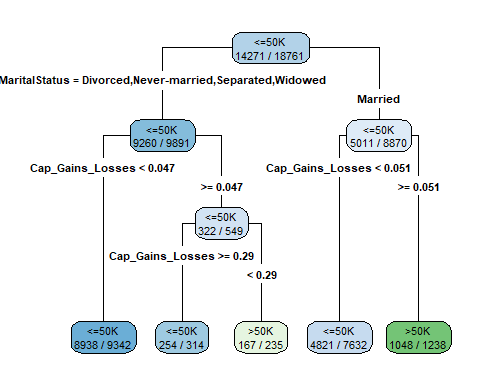 <=50K
14271 / 18761
MaritalStatus = Divorced,Never-married,Separated,Widowed
Married
<=50K
9260 / 9891
<=50K
5011 / 8870
Cap_Gains_Losses < 0.047
Cap_Gains_Losses < 0.051
>= 0.047
>= 0.051
<=50K
322 / 549
Cap_Gains_Losses >= 0.29
< 0.29
<=50K
8938 / 9342
<=50K
254 / 314
>50K
167 / 235
<=50K
4821 / 7632
>50K
1048 / 1238